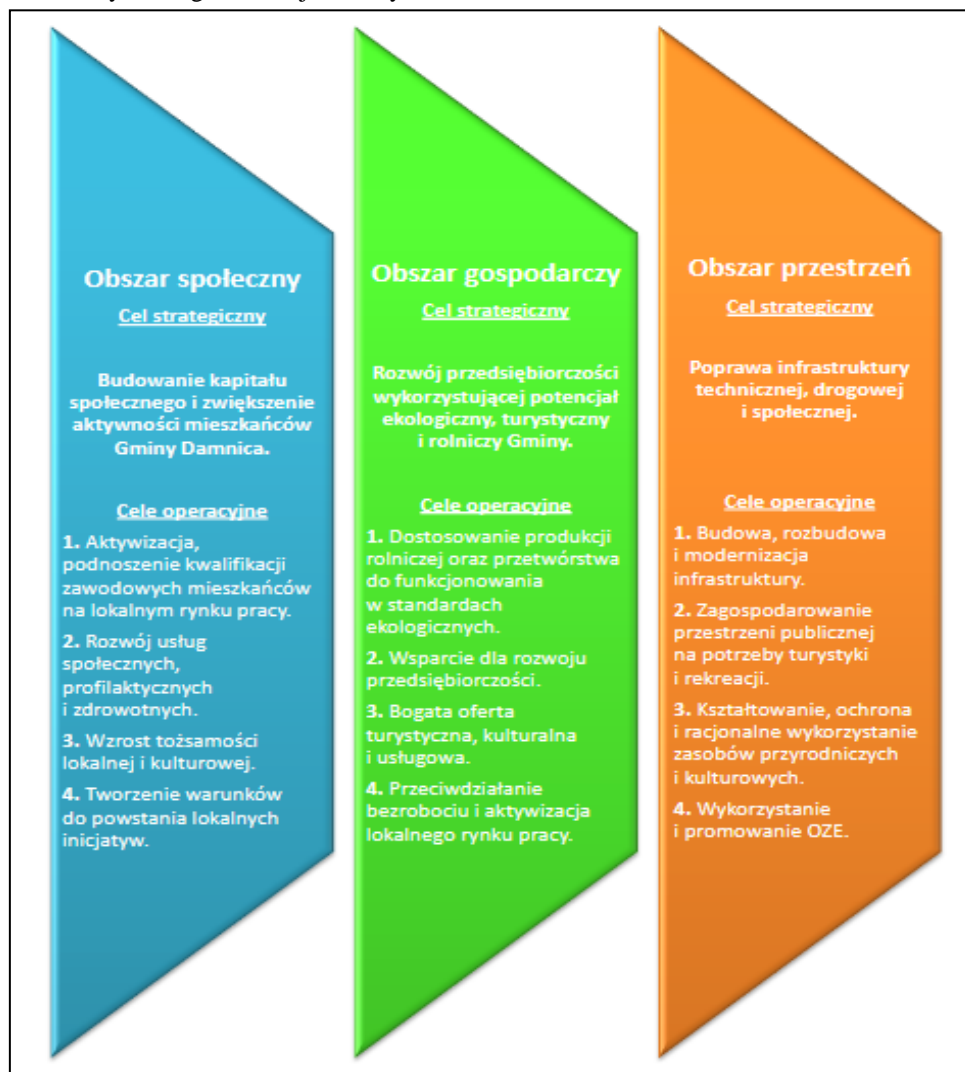 Obszar społeczny
Cel strategiczny
Budowanie kapitału
społecznego i zwiększenie
aktywności mieszkańców
Gminy Damnica.
Cele operacyjne
1. Aktywizacja,
podnoszenie kwalifikacji
zawodowych mieszkańców
na lokalnym rynku pracy.
2. Rozwój usług
społecznych,
profilaktycznych
i zdrowotnych.
3. Wzrost tożsamości
lokalnej i kulturowej.
4. Tworzenie warunków
do powstania lokalnych
inicjatyw.
Obszar gospodarczy
Cel strategiczny
Rozwój przedsiębiorczości
wykorzystującej potencjał
ekologiczny, turystyczny
i rolniczy Gminy.
Cele operacyjne
1. Dostosowanie produkcji
rolniczej oraz przetwórstwa
do funkcjonowania
w standardach
ekologicznych.
2. Wsparcie dla rozwoju
przedsiębiorczości.
3. Bogata oferta
turystyczna, kulturalna
i usługowa.
4. Przeciwdziałanie
bezrobociu i aktywizacja
lokalnego rynku pracy.
Obszar przestrzeń
Cel strategiczny
Poprawa infrastruktury
technicznej, drogowej
i społecznej.
Cele operacyjne
1. Budowa, rozbudowa
i modernizacja
infrastruktury.
2. Zagospodarowanie
przestrzeni publicznej
na potrzeby turystyki
i rekreacji.
3. Kształtowanie, ochrona
i racjonalne wykorzystanie
zasobów przyrodniczych
i kulturowych.
4. Wykorzystanie
i promowanie OZE.